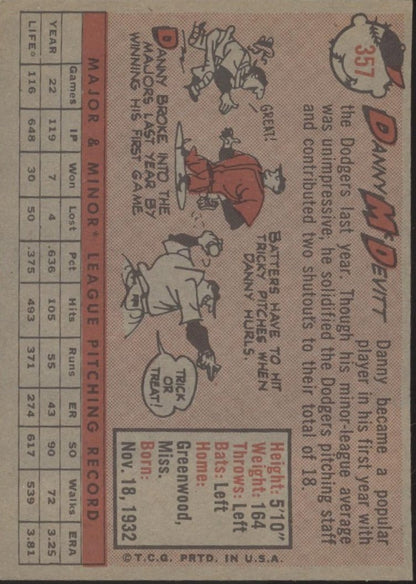 357
DANNY McDEVITT
Danny became a popular
player in his first year with
the Dodgers last year. Though his minor-league average
was unimpressive, he solidified the Dodgers pitching staff
and contributed two shutouts to their total of 18.
GREAT!
DANNY BROKE INTO THE
MAJORS LAST YEAR BY
WINNING HIS FIRST GAME
BATTERS HAVE TO HIT
TRICKY PITCHES WHEN
DANNY HURLS.
TRICK
OR
TREAT!
Height: 5'10"
Weight: 164
Throws: Left
Bats: Left
Home:
Greenwood,
Miss.
Born:
Nov. 18, 1932
MAJOR & MINOR LEAGUE PITCHING RECORD
Games IP Won Lost Pct Hits Runs ER SO Walks ERA
YEAR 22 119 7 4 .636 105 55 43 90 72 3.25
LIFE 116 648 30 50 .375 493 371 274 617 539 3.81
©T.C.G. PRTD. IN U.S.A.